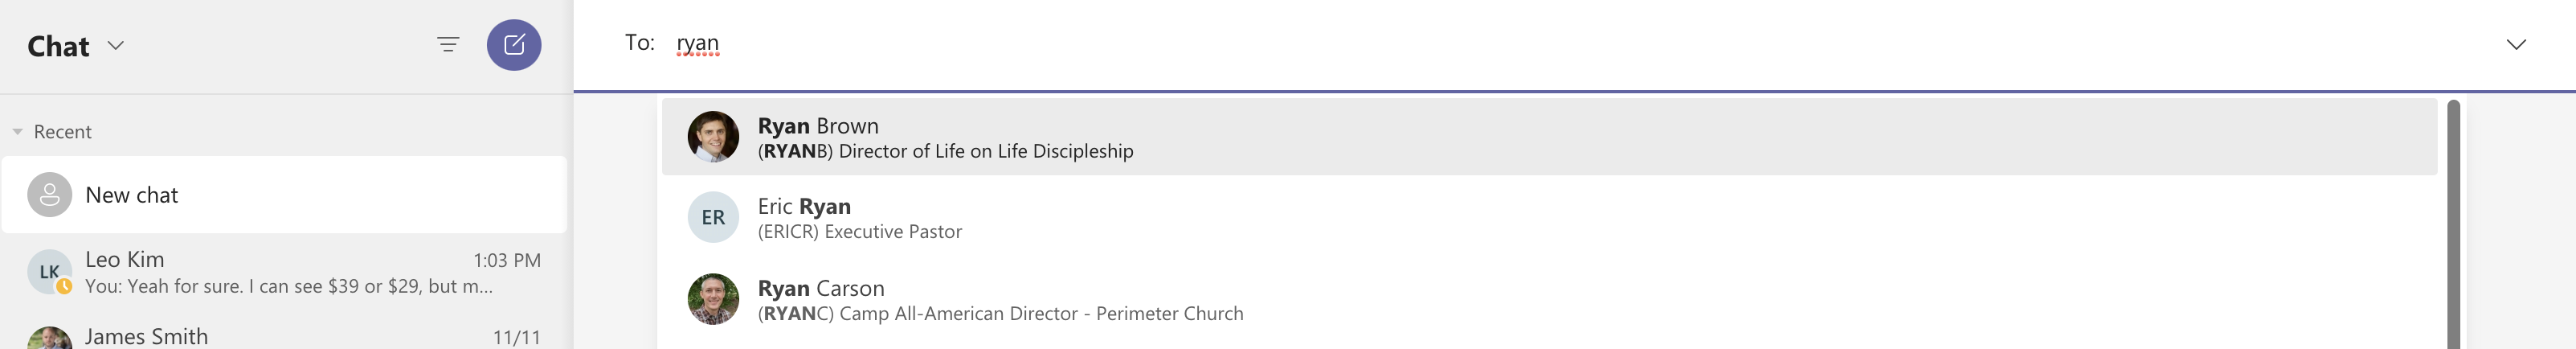 Chat
To: ryan
Recent
New chat
LK
Leo Kim 1:03 PM
You: Yeah for sure. I can see $39 or $29, but m...
James Smith 11/11
Ryan Brown
(RYANB) Director of Life on Life Discipleship
ER
Eric Ryan
(ERICR) Executive Pastor
Ryan Carson
(RYANC) Camp All-American Director - Perimeter Church